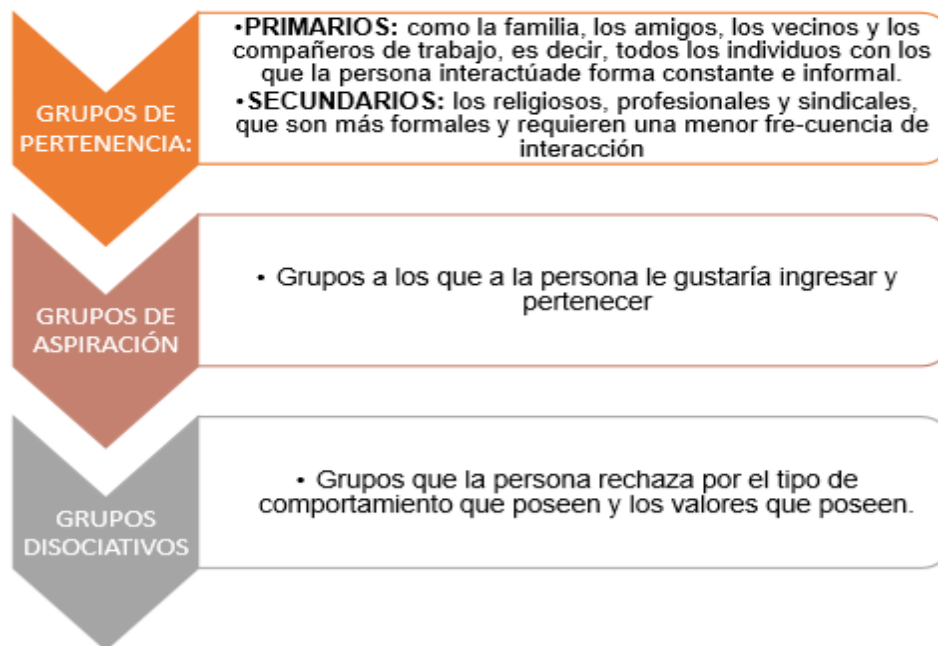 GRUPOS DE
PERTENENCIA:
•PRIMARIOS: como la familia, los amigos, los vecinos y los
compañeros de trabajo, es decir, todos los individuos con los
que la persona interactúade forma constante e informal.
•SECUNDARIOS: los religiosos, profesionales y sindicales,
que son más formales y requieren una menor fre-cuencia de
interacción
GRUPOS DE
ASPIRACIÓN
• Grupos a los que a la persona le gustaría ingresar y
pertenecer
GRUPOS
DISOCIATIVOS
• Grupos que la persona rechaza por el tipo de
comportamiento que poseen y los valores que poseen.